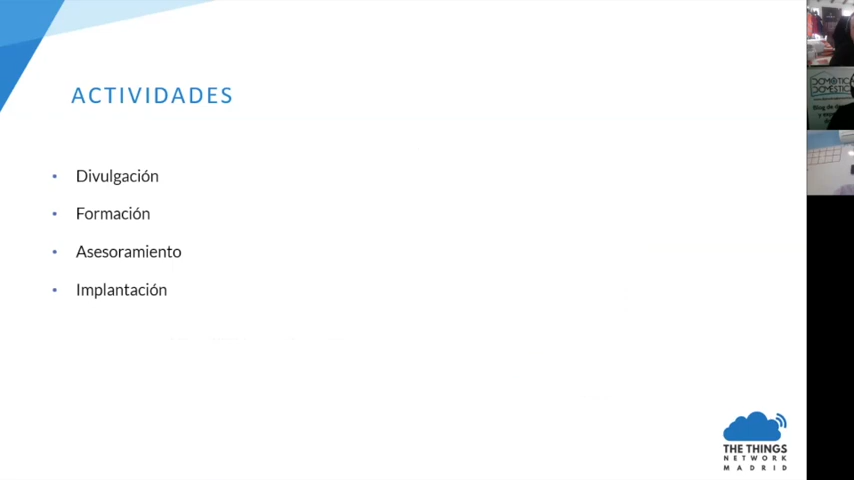 ACTIVIDADES
• Divulgación
• Formación
• Asesoramiento
• Implantación
THE THINGS
NETWORK
MADRID